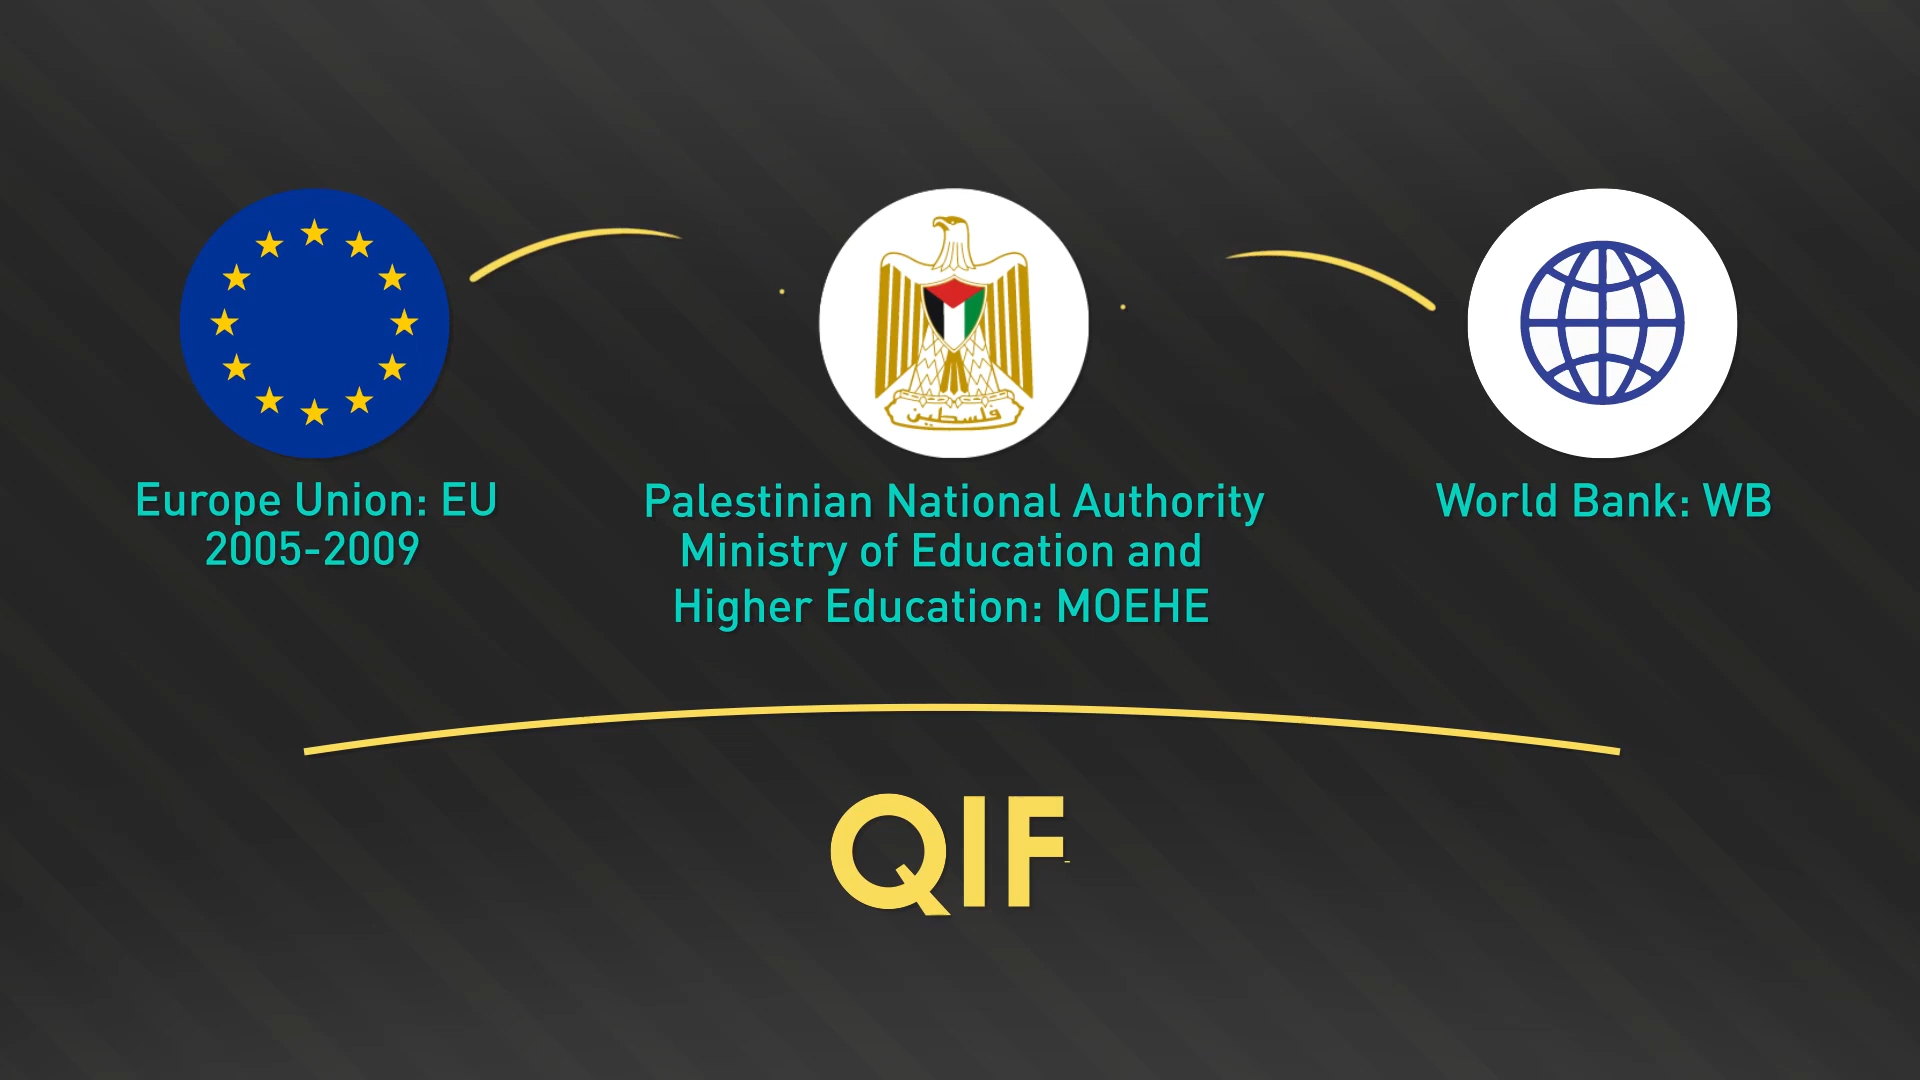 فلسطين
Europe Union: EU
2005-2009
Palestinian National Authority
Ministry of Education and
Higher Education: MOEHE
World Bank: WB
QIF